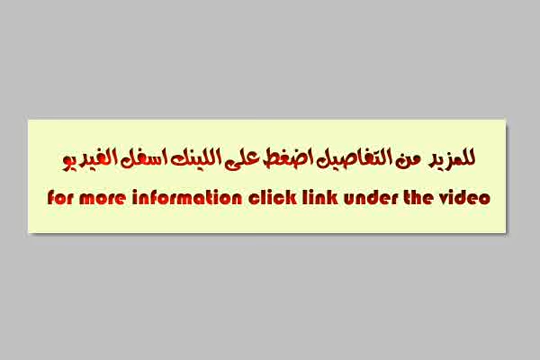 للمزيد من التفاصيل اضغط على اللينك اسفل الفيديو
for more information click link under the video